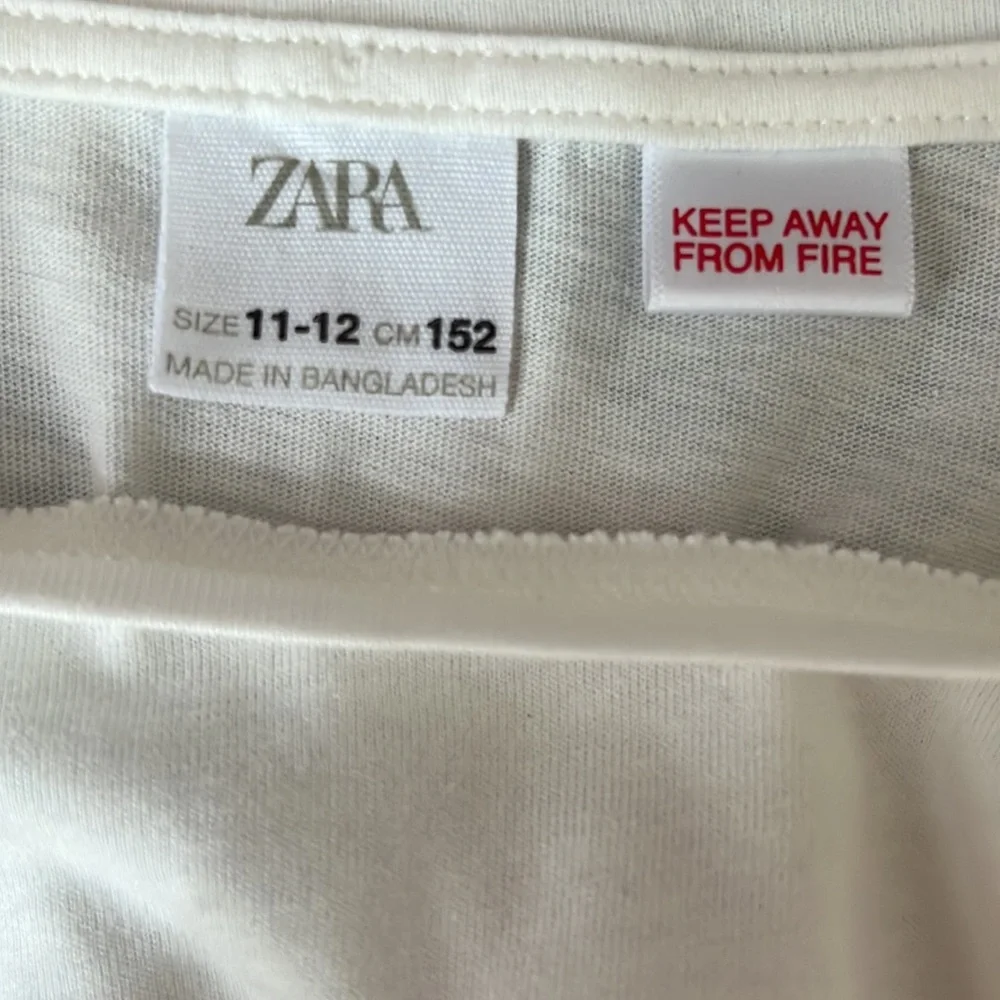 ZARA
SIZE 11-12 CM 152
MADE IN BANGLADESH
KEEP AWAY
FROM FIRE